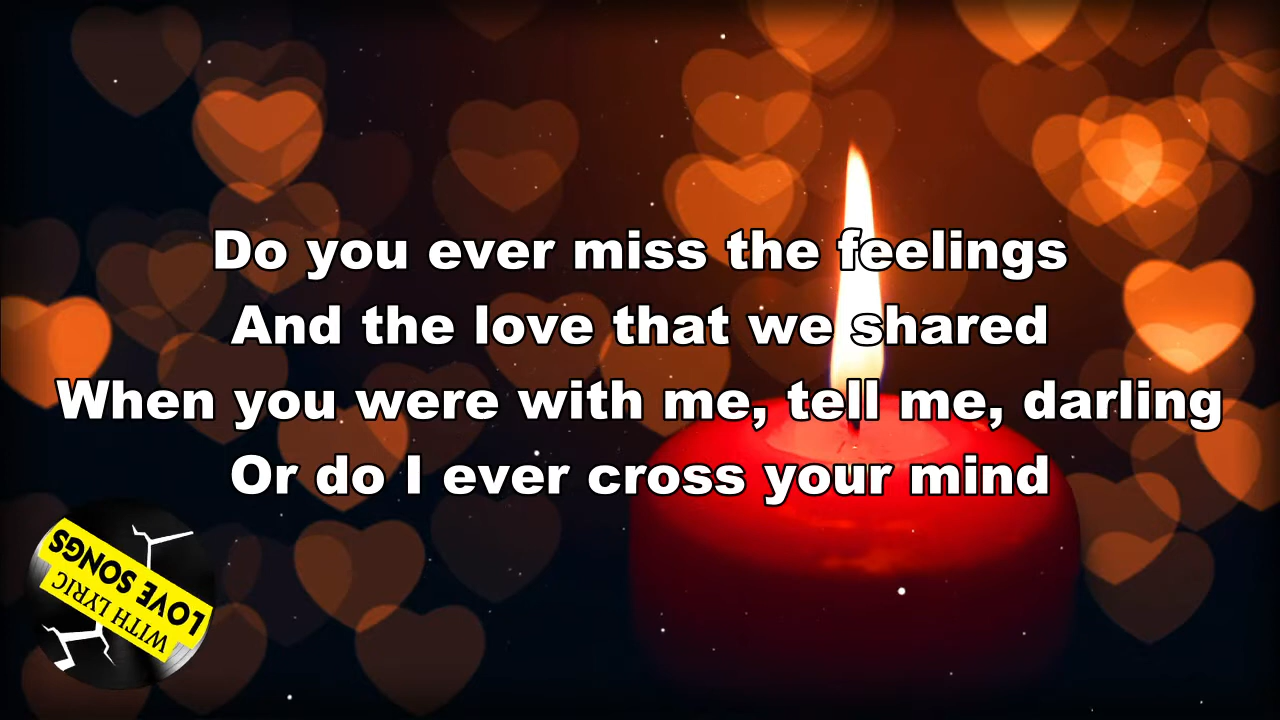 Do you ever miss the feelings
And the love that we shared
When you were with me, tell me, darling
Or do I ever cross your mind
LOVE SONGS
WITH LYRIC